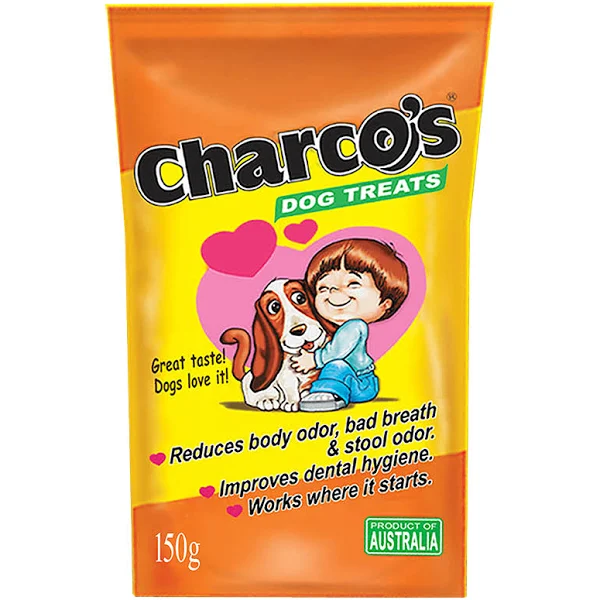 Charco's®
DOG TREATS
Great taste!
Dogs love it!
Reduces body odor, bad breath
& stool odor.
Improves dental hygiene.
Works where it starts.
150g
PRODUCT OF
AUSTRALIA